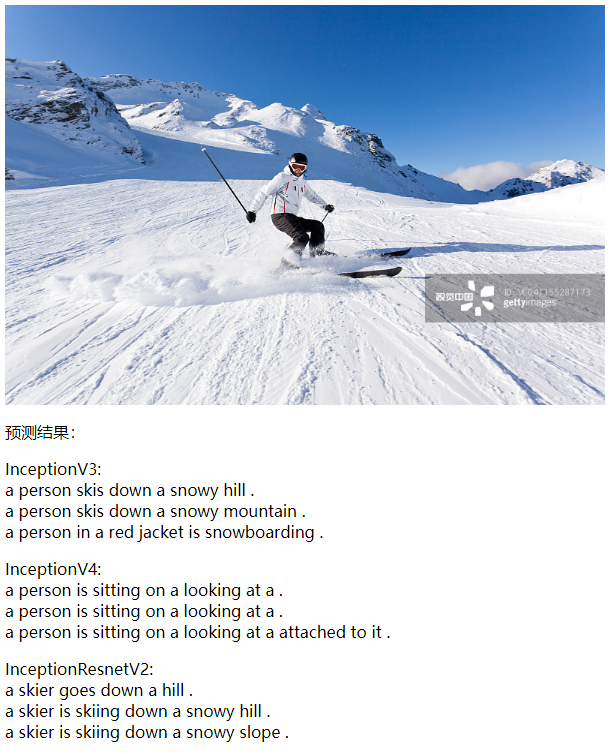 视觉中国
ID: VCG41155287173
gettyimages
预测结果：
InceptionV3:
a person skis down a snowy hill .
a person skis down a snowy mountain .
a person in a red jacket is snowboarding .
InceptionV4:
a person is sitting on a looking at a .
a person is sitting on a looking at a .
a person is sitting on a looking at a attached to it .
InceptionResnetV2:
a skier goes down a hill .
a skier is skiing down a snowy hill .
a skier is skiing down a snowy slope .